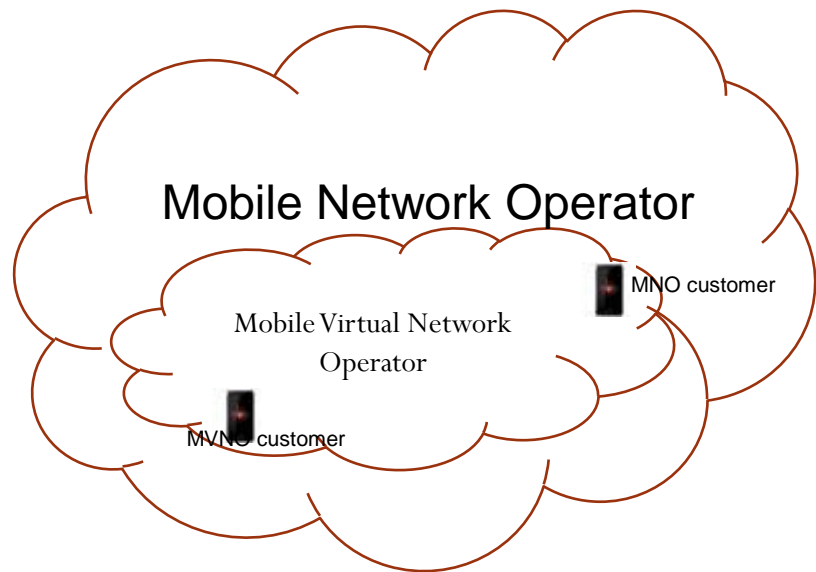 Mobile Network Operator
MNO customer
Mobile Virtual Network
Operator
MVNO customer